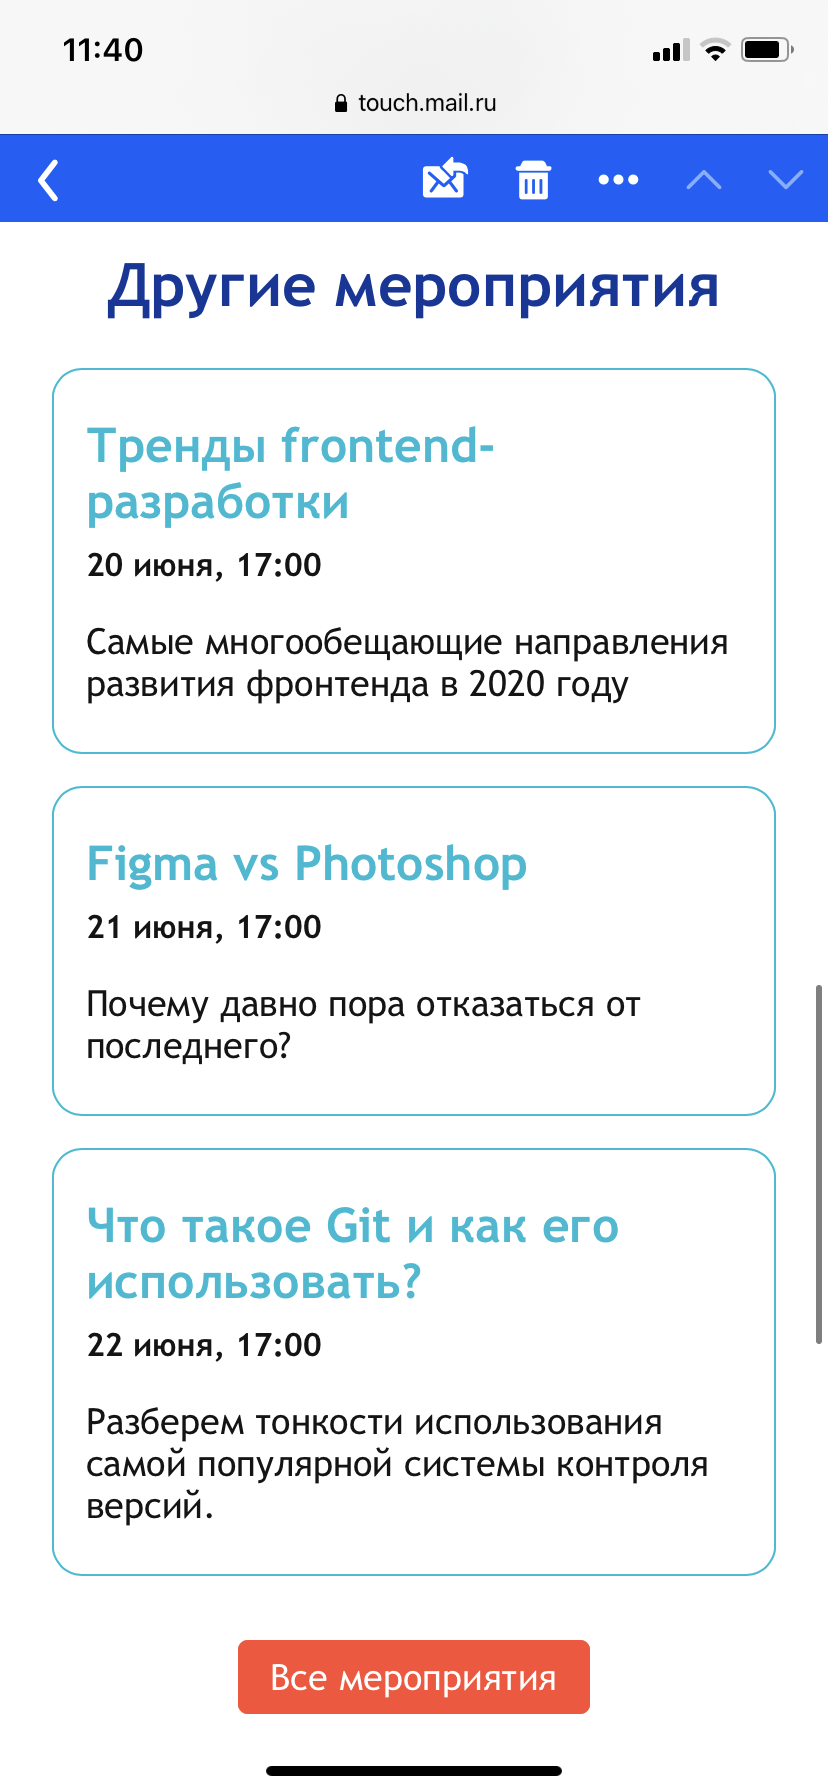 11:40
touch.mail.ru
Другие мероприятия
Тренды frontend-
разработки
20 июня, 17:00
Самые многообещающие направления
развития фронтенда в 2020 году
Figma vs Photoshop
21 июня, 17:00
Почему давно пора отказаться от
последнего?
Что такое Git и как его
использовать?
22 июня, 17:00
Разберем тонкости использования
самой популярной системы контроля
версий.
Все мероприятия